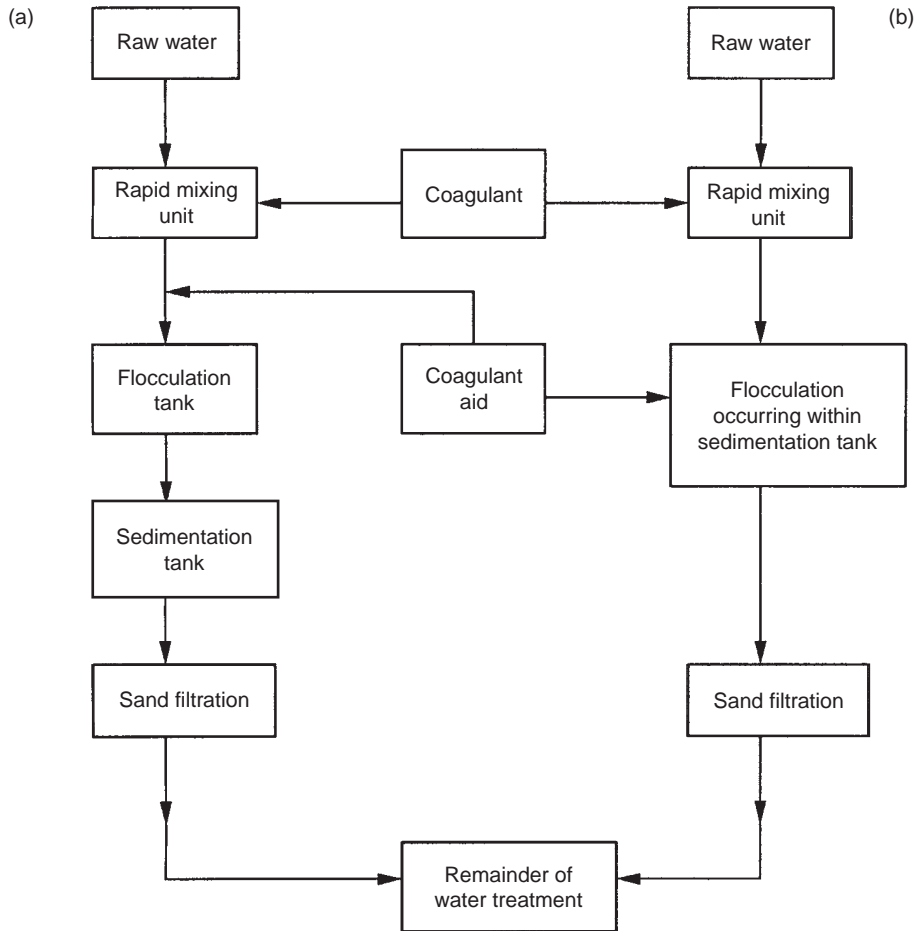 (a)
(b)
Raw water
Raw water
Rapid mixing
unit
Coagulant
Rapid mixing
unit
Flocculation
tank
Coagulant
aid
Flocculation
occurring within
sedimentation tank
Sedimentation
tank
Sand filtration
Sand filtration
Remainder of
water treatment